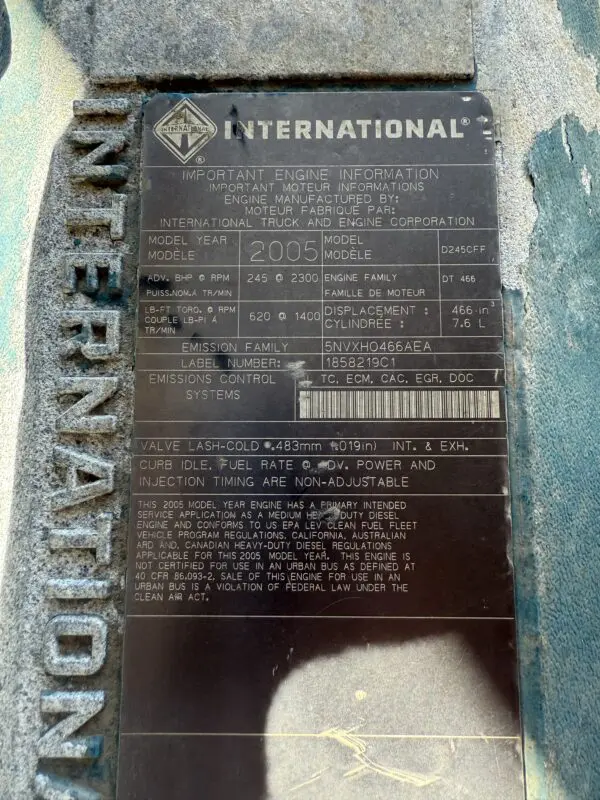 INTERNATIONAL
INTERNATIONAL
INTERNATIONAL®
®
IMPORTANT ENGINE INFORMATION
IMPORTANT MOTEUR INFORMATIONS
ENGINE MANUFACTURED BY:
MOTEUR FABRIQUE PAR:
INTERNATIONAL TRUCK AND ENGINE CORPORATION
MODEL YEAR 2005 MODEL D245CFF
MODÈLE MODÈLE
ADV. BHP @ RPM 245 @ 2300 ENGINE FAMILY DT 466
PUISS.NOM.A TR/MIN FAMILLE DE MOTEUR
LB-FT TORQ. @ RPM 620 @ 1400 DISPLACEMENT : 466-in³
COUPLE LB-PI A CYLINDRÉE : 7.6 L
TR/MIN
EMISSION FAMILY 5NVXH0466AEA
LABEL NUMBER: 1858219C1
EMISSIONS CONTROL TC, ECM, CAC, EGR, DOC
SYSTEMS
VALVE LASH-COLD .483mm (.019in) INT. & EXH.
CURB IDLE, FUEL RATE @ ADV. POWER AND
INJECTION TIMING ARE NON-ADJUSTABLE
THIS 2005 MODEL YEAR ENGINE HAS A PRIMARY INTENDED
SERVICE APPLICATION AS A MEDIUM HEAVY DUTY DIESEL
ENGINE AND CONFORMS TO US EPA LEV CLEAN FUEL FLEET
VEHICLE PROGRAM REGULATIONS, CALIFORNIA, AUSTRALIAN
ARD AND, CANADIAN HEAVY-DUTY DIESEL REGULATIONS
APPLICABLE FOR THIS 2005 MODEL YEAR. THIS ENGINE IS
NOT CERTIFIED FOR USE IN AN URBAN BUS AS DEFINED AT
40 CFR 86.093-2, SALE OF THIS ENGINE FOR USE IN AN
URBAN BUS IS A VIOLATION OF FEDERAL LAW UNDER THE
CLEAN AIR ACT.